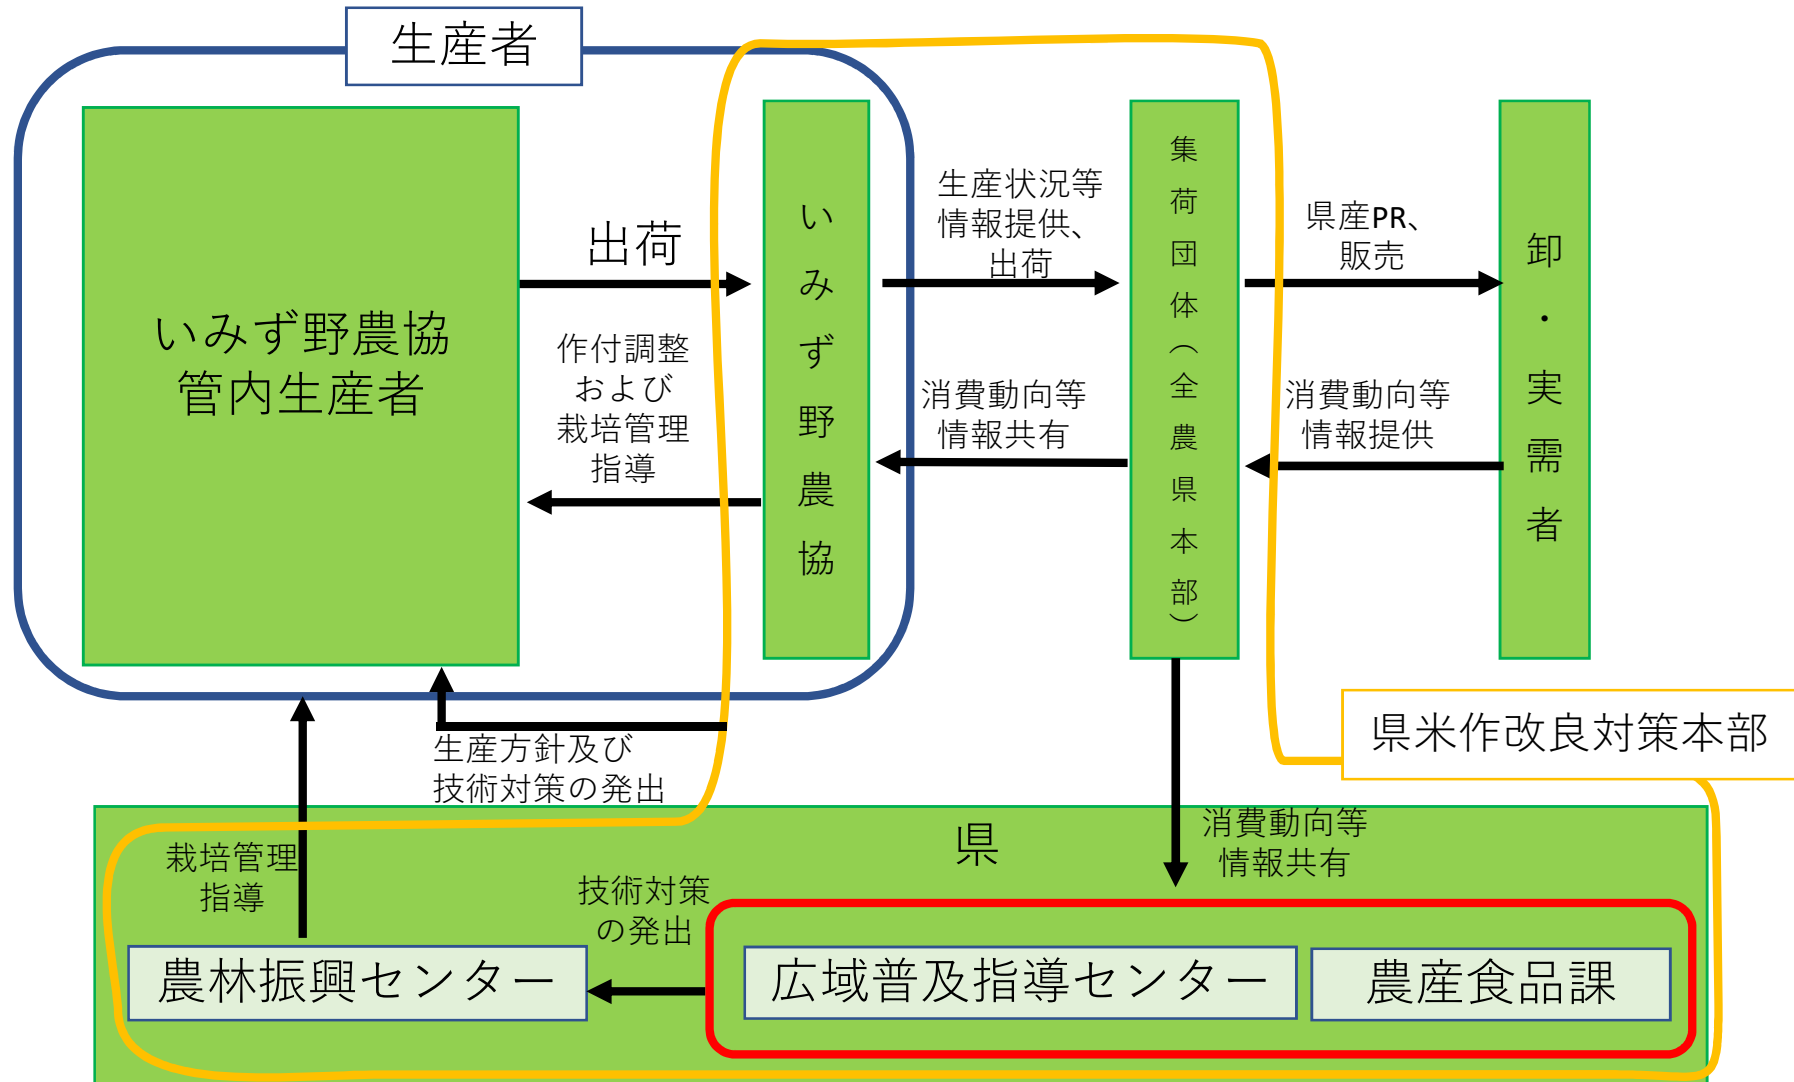 生産者
いみず野農協
管内生産者
出荷
作付調整
および
栽培管理
指導
いみず野農協
生産状況等
情報提供、
出荷
消費動向等
情報共有
集荷団体（全農県本部）
県産PR、
販売
消費動向等
情報提供
卸・実需者
県米作改良対策本部
生産方針及び
技術対策の発出
県
消費動向等
情報共有
栽培管理
指導
技術対策
の発出
農林振興センター
広域普及指導センター
農産食品課